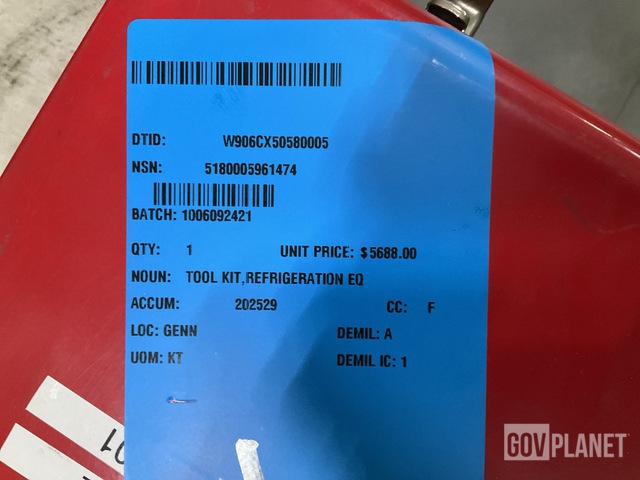 DTID: W906CX50580005
NSN: 5180005961474
BATCH: 1006092421
QTY: 1 UNIT PRICE: $5688.00
NOUN: TOOL KIT,REFRIGERATION EQ
ACCUM: 202529 CC: F
LOC: GENN DEMIL: A
UOM: KT DEMIL IC: 1
GOVPLANET